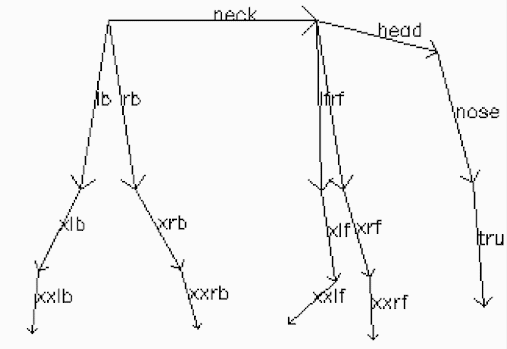 neck
head
lb rb
lf rf
nose
xlb
xrb
xlf
xrf
tru
xxlb
xxrb
xxlf
xxrf